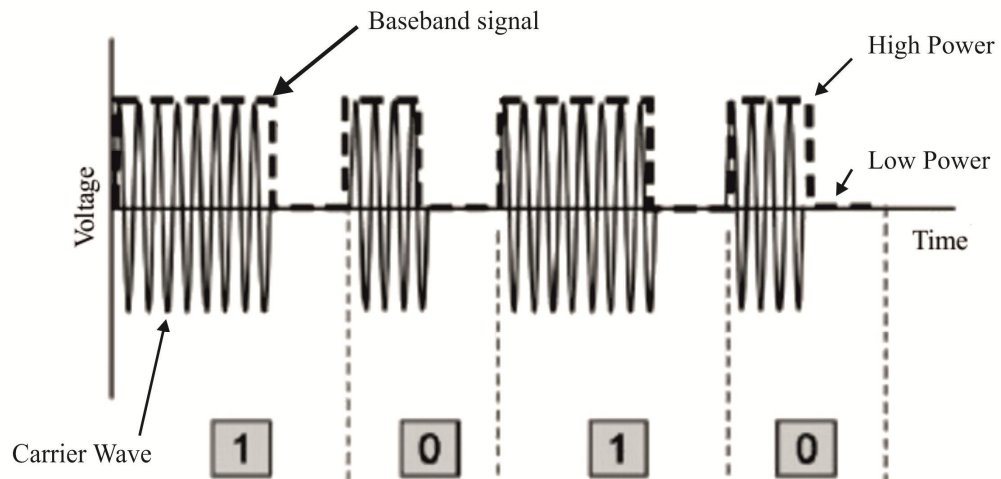 Baseband signal
High Power
Low Power
Voltage
Time
Carrier Wave
1
0
1
0